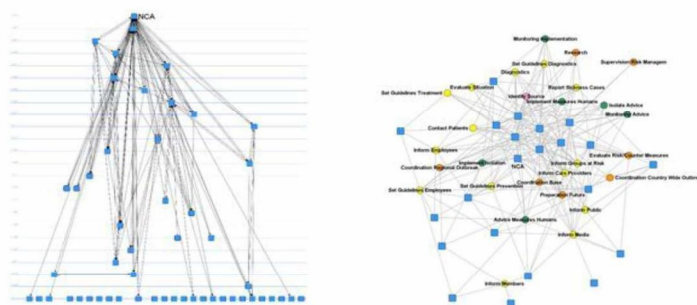 NCA
Monitoring Implementation
Research
Set Guidelines Diagnostics
Supervision Risk Managem
Diagnostics
Evaluate Situation
Report Sickness Cases
Set Guidelines Treatment
Identify Source
Implement Measures Humans
Isolate Advice
Monitoring Advice
Contact Patients
Inform Employees
Evaluate Risk/Counter Measures
Implement Isolation
Inform Groups at Risk
Coordination Regional Outbreak
NCA
Inform Care Providers
Coordination Base
Coordination Country Wide Outbre
Set Guidelines Employees
Set Guidelines Prevention
Preparation Future
Inform Public
Advice Measures Humans
Inform Media
Inform Members